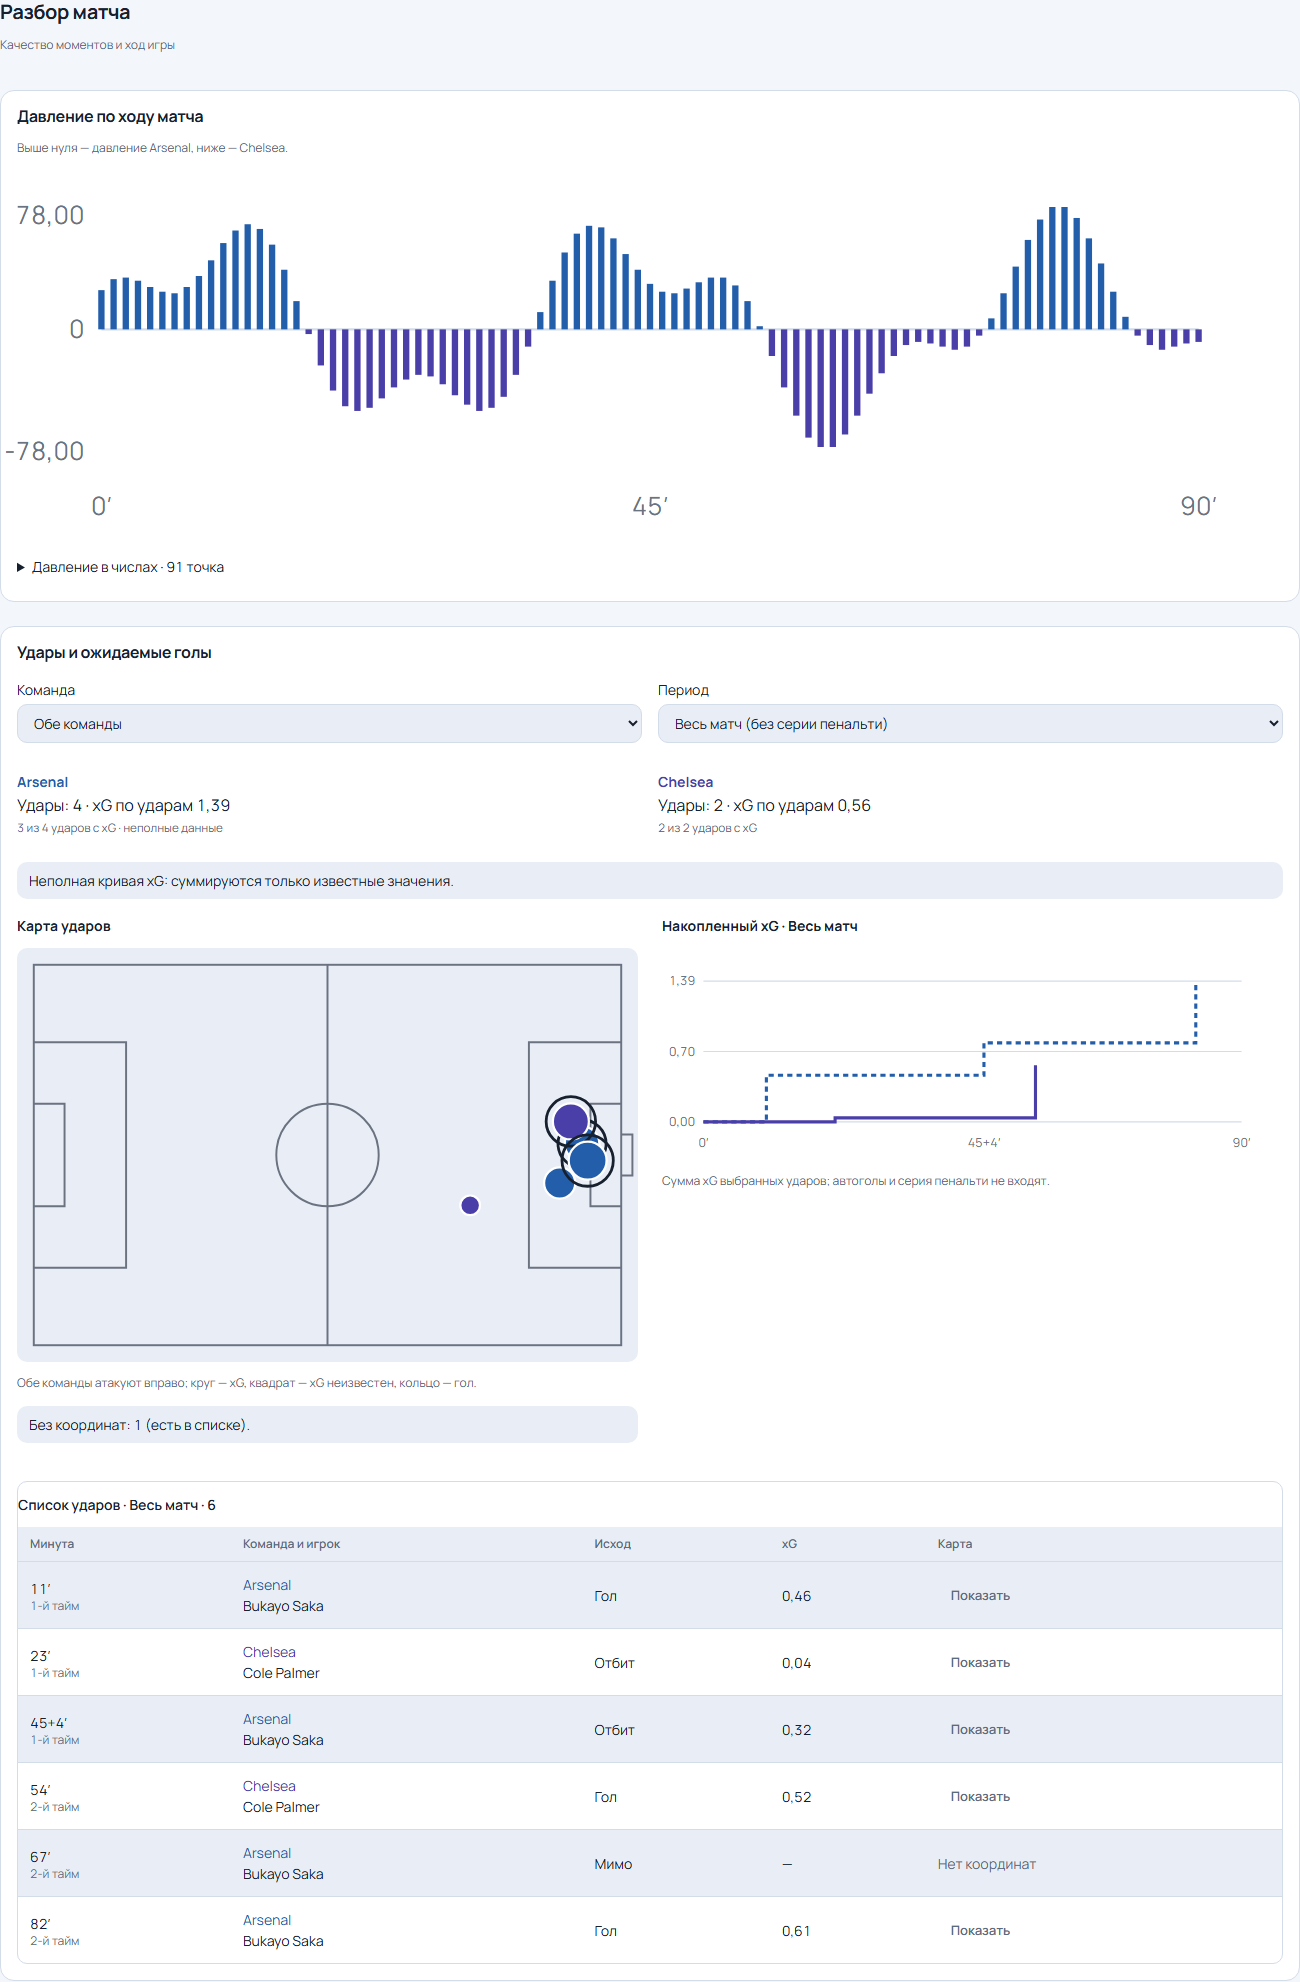 Разбор матча
Качество моментов и ход игры
Давление по ходу матча
Выше нуля — давление Arsenal, ниже — Chelsea.
78,00
0
-78,00
0′ 45′ 90′
Давление в числах · 91 точка
Удары и ожидаемые голы
Команда Период
Обе команды Весь матч (без серии пенальти)
Arsenal Chelsea
Удары: 4 · xG по ударам 1,39 Удары: 2 · xG по ударам 0,56
3 из 4 ударов с xG · неполные данные 2 из 2 ударов с xG
Неполная кривая xG: суммируются только известные значения.
Карта ударов
Накопленный xG · Весь матч
1,39
0,70
0,00
0′ 45+4′ 90′
Сумма xG выбранных ударов; автоголы и серия пенальти не входят.
Обе команды атакуют вправо; круг — xG, квадрат — xG неизвестен, кольцо — гол.
Без координат: 1 (есть в списке).
Список ударов · Весь матч · 6
Минута Команда и игрок Исход xG Карта
11′ Arsenal
1-й тайм Bukayo Saka Гол 0,46 Показать
23′ Chelsea
1-й тайм Cole Palmer Отбит 0,04 Показать
45+4′ Arsenal
1-й тайм Bukayo Saka Отбит 0,32 Показать
54′ Chelsea
2-й тайм Cole Palmer Гол 0,52 Показать
67′ Arsenal
2-й тайм Bukayo Saka Мимо — Нет координат
82′ Arsenal
2-й тайм Bukayo Saka Гол 0,61 Показать